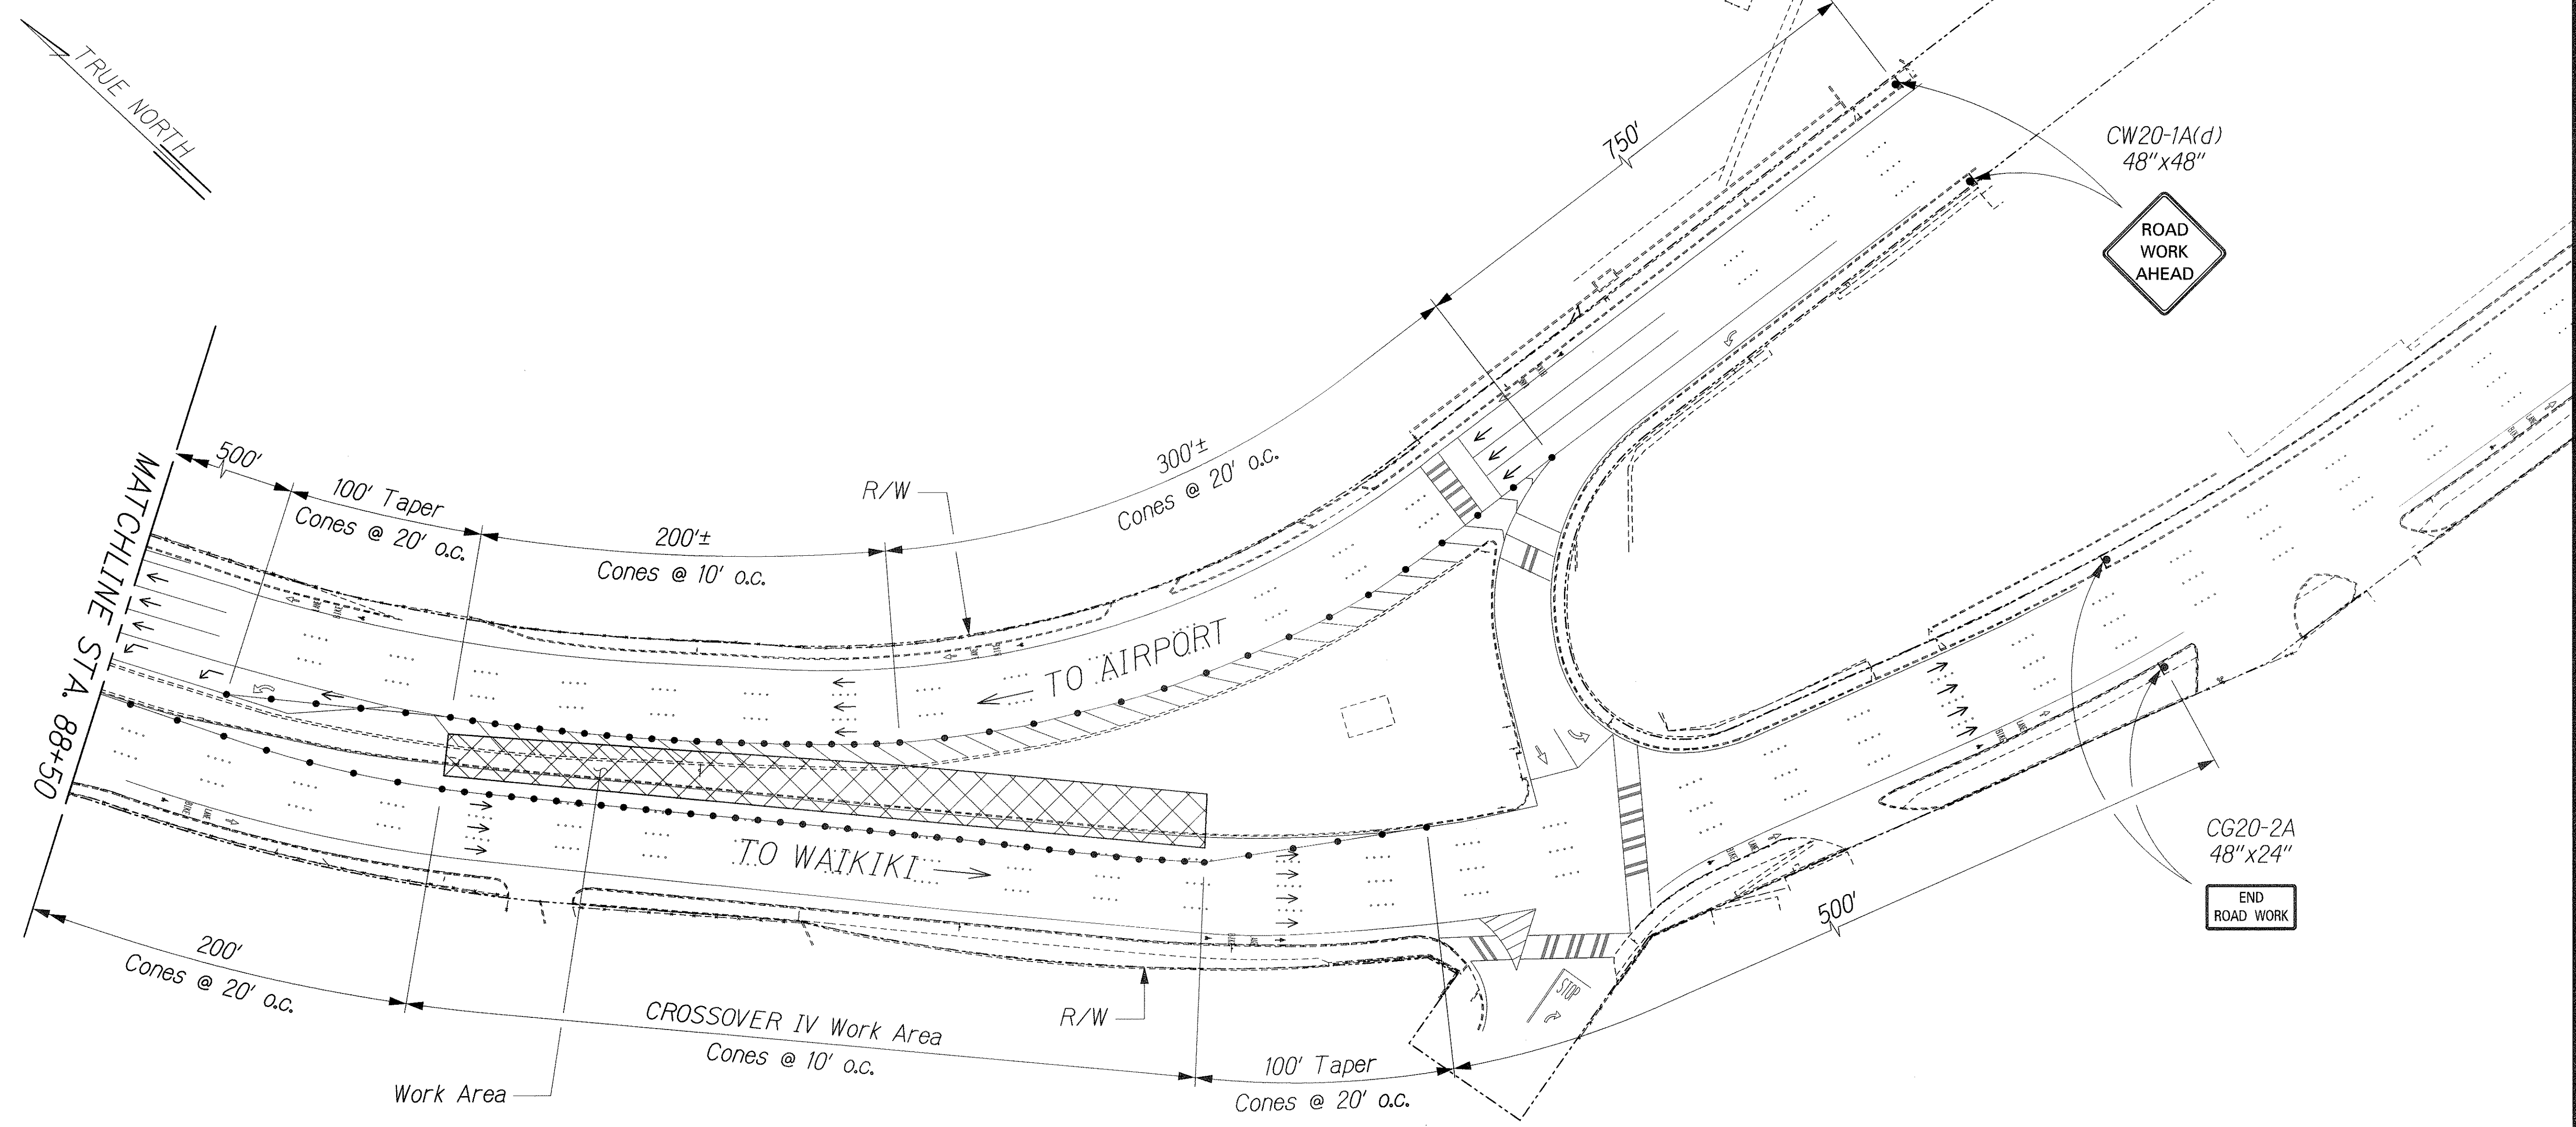 TRUE NORTH
750'
CW20-1A(d)
48"x48"
ROAD
WORK
AHEAD
MATCHLINE STA. 88+50
500'
100' Taper
Cones @ 20' o.c.
200'±
Cones @ 10' o.c.
R/W
300'±
Cones @ 20' o.c.
TO AIRPORT
TO WAIKIKI
200'
Cones @ 20' o.c.
CROSSOVER IV Work Area
Cones @ 10' o.c.
Work Area
R/W
100' Taper
Cones @ 20' o.c.
STOP
500'
CG20-2A
48"x24"
END
ROAD WORK